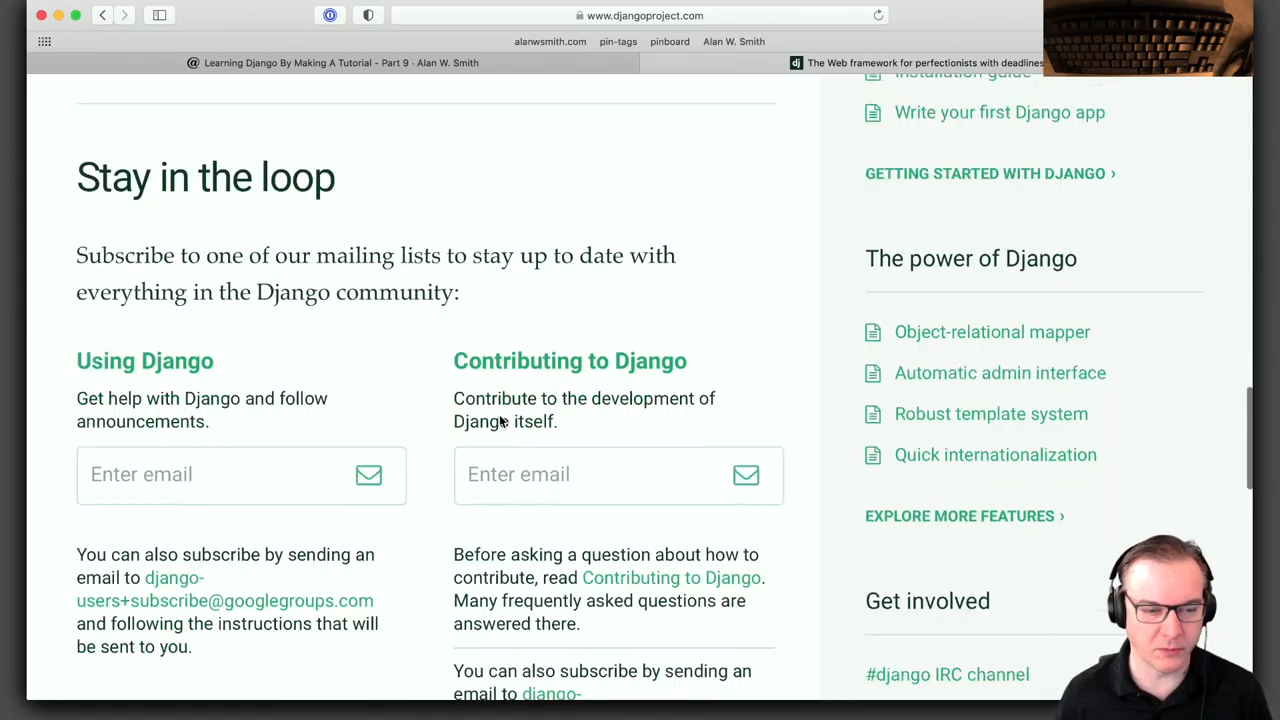 www.djangoproject.com
alanwsmith.com
pin-tags
pinboard
Alan W. Smith
@ Learning Django By Making A Tutorial - Part 9 · Alan W. Smith
dj The Web framework for perfectionists with deadlines
Stay in the loop
Subscribe to one of our mailing lists to stay up to date with
everything in the Django community:
Using Django
Get help with Django and follow
announcements.
Enter email
You can also subscribe by sending an
email to django-
users+subscribe@googlegroups.com
and following the instructions that will
be sent to you.
Contributing to Django
Contribute to the development of
Django itself.
Enter email
Before asking a question about how to
contribute, read Contributing to Django.
Many frequently asked questions are
answered there.
You can also subscribe by sending an
email to django-
Installation guide
Write your first Django app
GETTING STARTED WITH DJANGO ›
The power of Django
Object-relational mapper
Automatic admin interface
Robust template system
Quick internationalization
EXPLORE MORE FEATURES ›
Get involved
#django IRC channel